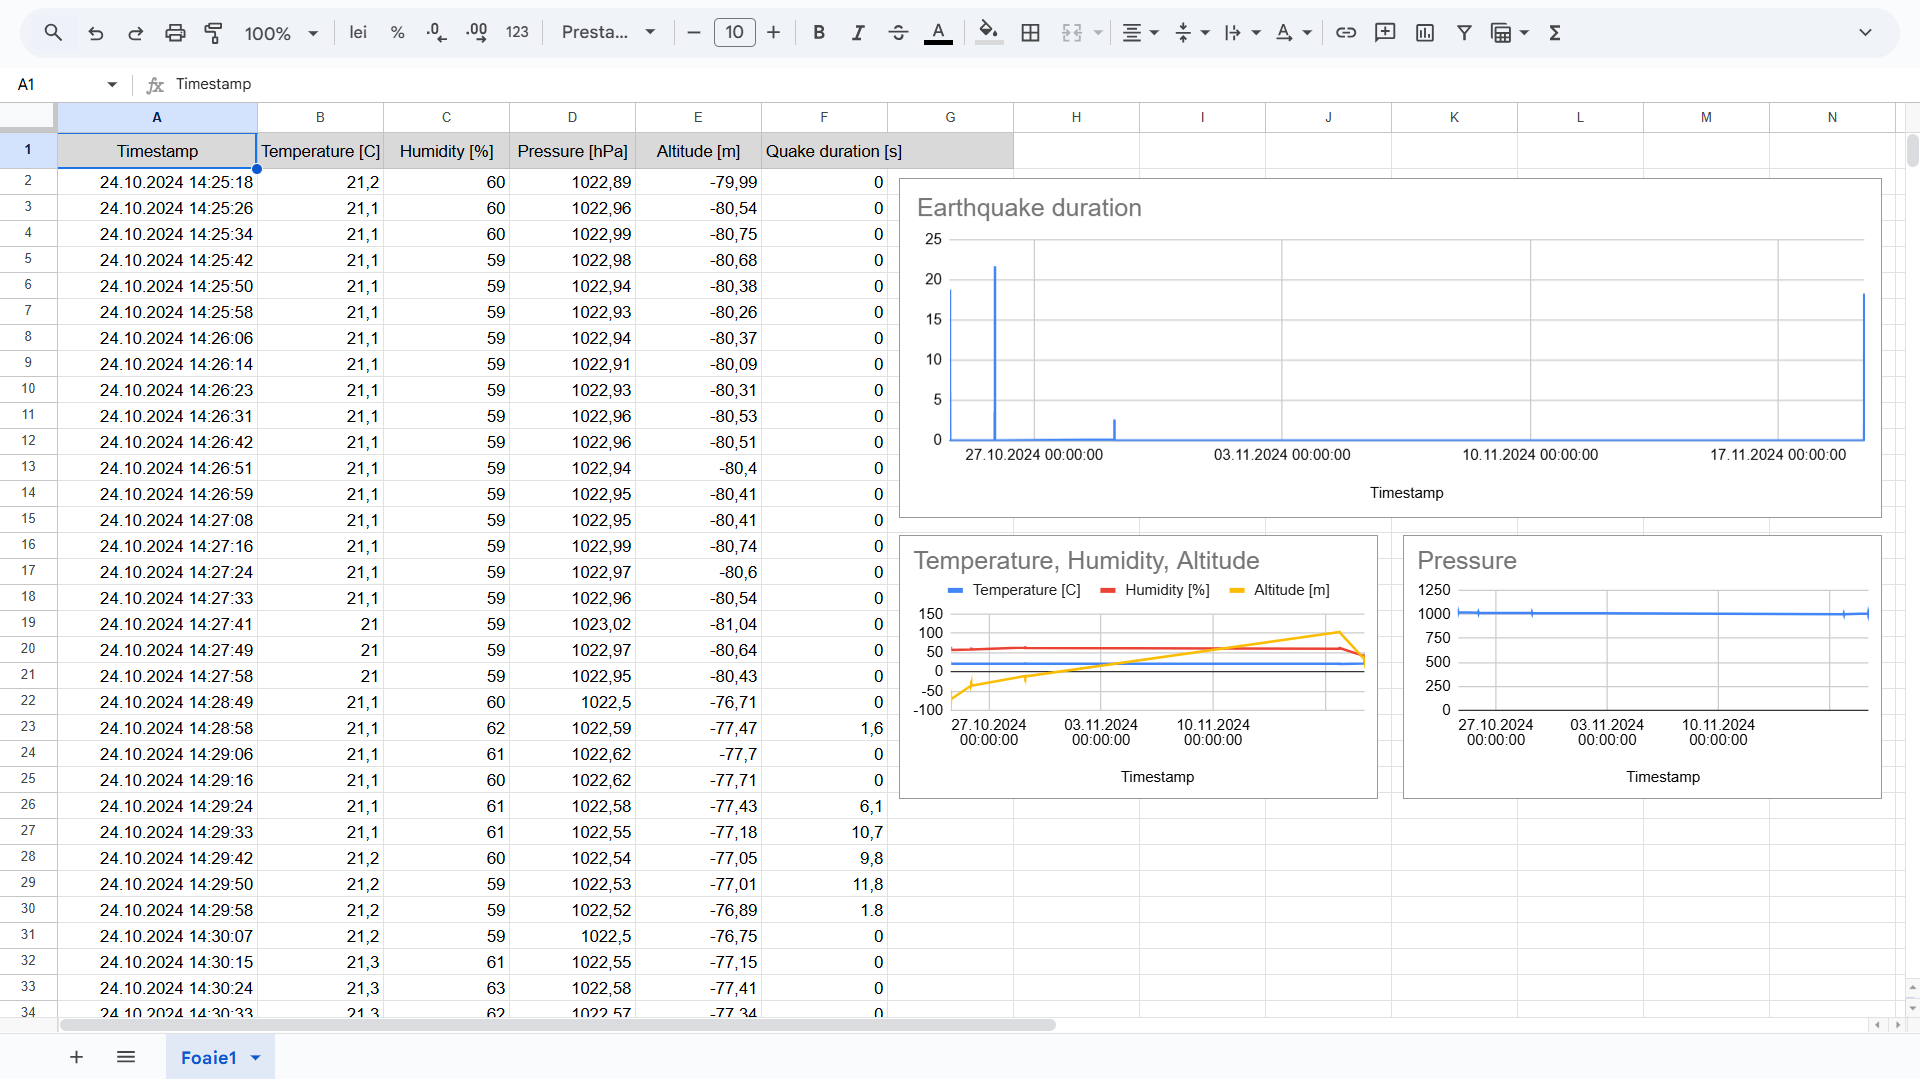 100% lei % .0 .00 123 Presta... 10 B I A
A1 fx Timestamp
A B C D E F G H I J K L M N
1 Timestamp Temperature [C] Humidity [%] Pressure [hPa] Altitude [m] Quake duration [s]
2 24.10.2024 14:25:18 21,2 60 1022,89 -79,99 0
3 24.10.2024 14:25:26 21,1 60 1022,96 -80,54 0
4 24.10.2024 14:25:34 21,1 60 1022,99 -80,75 0
5 24.10.2024 14:25:42 21,1 59 1022,98 -80,68 0
6 24.10.2024 14:25:50 21,1 59 1022,94 -80,38 0
7 24.10.2024 14:25:58 21,1 59 1022,93 -80,26 0
8 24.10.2024 14:26:06 21,1 59 1022,94 -80,37 0
9 24.10.2024 14:26:14 21,1 59 1022,91 -80,09 0
10 24.10.2024 14:26:23 21,1 59 1022,93 -80,31 0
11 24.10.2024 14:26:31 21,1 59 1022,96 -80,53 0
12 24.10.2024 14:26:42 21,1 59 1022,96 -80,51 0
13 24.10.2024 14:26:51 21,1 59 1022,94 -80,4 0
14 24.10.2024 14:26:59 21,1 59 1022,95 -80,41 0
15 24.10.2024 14:27:08 21,1 59 1022,95 -80,41 0
16 24.10.2024 14:27:16 21,1 59 1022,99 -80,74 0
17 24.10.2024 14:27:24 21,1 59 1022,97 -80,6 0
18 24.10.2024 14:27:33 21,1 59 1022,96 -80,54 0
19 24.10.2024 14:27:41 21 59 1023,02 -81,04 0
20 24.10.2024 14:27:49 21 59 1022,97 -80,64 0
21 24.10.2024 14:27:58 21 59 1022,95 -80,43 0
22 24.10.2024 14:28:49 21,1 60 1022,5 -76,71 0
23 24.10.2024 14:28:58 21,1 62 1022,59 -77,47 1,6
24 24.10.2024 14:29:06 21,1 61 1022,62 -77,7 0
25 24.10.2024 14:29:16 21,1 60 1022,62 -77,71 0
26 24.10.2024 14:29:24 21,1 61 1022,58 -77,43 6,1
27 24.10.2024 14:29:33 21,1 61 1022,55 -77,18 10,7
28 24.10.2024 14:29:42 21,2 60 1022,54 -77,05 9,8
29 24.10.2024 14:29:50 21,2 59 1022,53 -77,01 11,8
30 24.10.2024 14:29:58 21,2 59 1022,52 -76,89 1.8
31 24.10.2024 14:30:07 21,2 59 1022,5 -76,75 0
32 24.10.2024 14:30:15 21,3 61 1022,55 -77,15 0
33 24.10.2024 14:30:24 21,3 63 1022,58 -77,41 0
34 24.10.2024 14:30:33 21,3 62 1022,57 -77,34 0
Earthquake duration
25
20
15
10
5
0
27.10.2024 00:00:00 03.11.2024 00:00:00 10.11.2024 00:00:00 17.11.2024 00:00:00
Timestamp
Temperature, Humidity, Altitude
Temperature [C] Humidity [%] Altitude [m]
150
100
50
0
-50
-100
27.10.2024 03.11.2024 10.11.2024
00:00:00 00:00:00 00:00:00
Timestamp
Pressure
1250
1000
750
500
250
0
27.10.2024 03.11.2024 10.11.2024
00:00:00 00:00:00 00:00:00
Timestamp
Foaie1